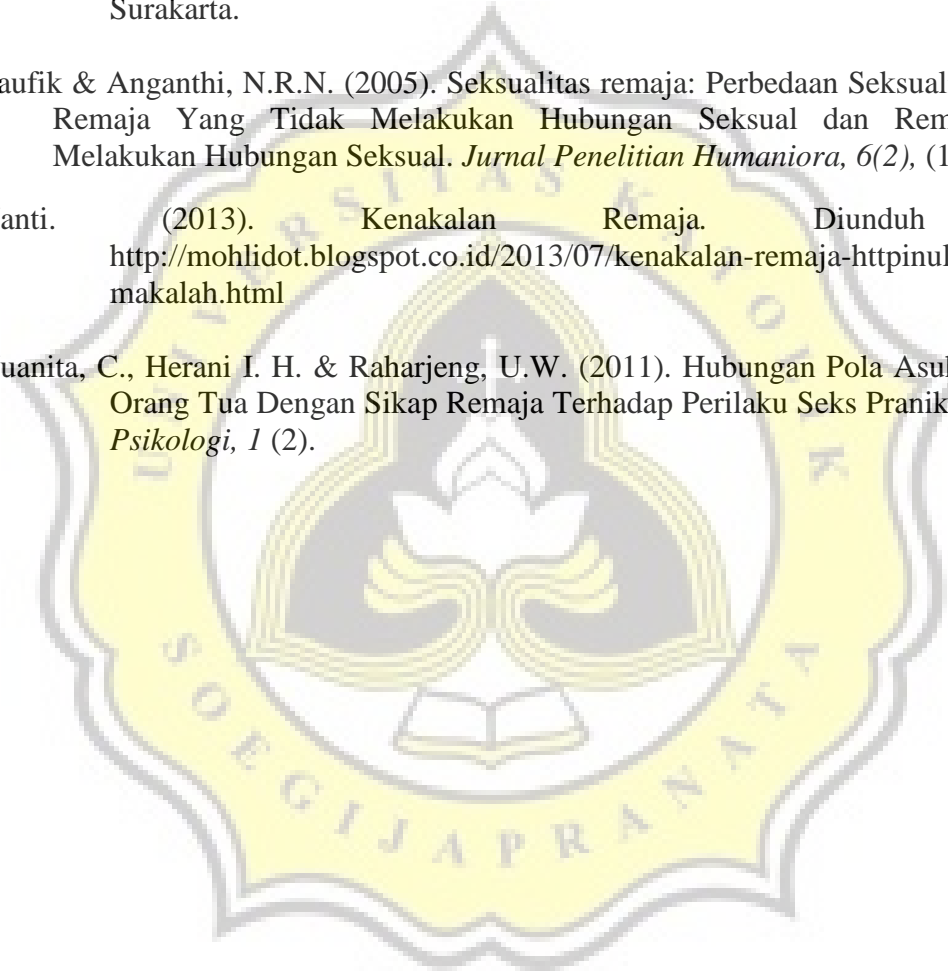 Surakarta.
aufik & Anganthi, N.R.N. (2005). Seksualitas remaja: Perbedaan Seksual
Remaja Yang Tidak Melakukan Hubungan Seksual dan Rem
Melakukan Hubungan Seksual. Jurnal Penelitian Humaniora, 6(2), (1
anti. (2013). Kenakalan Remaja. Diunduh
http://mohlidot.blogspot.co.id/2013/07/kenakalan-remaja-httpinul
makalah.html
uanita, C., Herani I. H. & Raharjeng, U.W. (2011). Hubungan Pola Asul
Orang Tua Dengan Sikap Remaja Terhadap Perilaku Seks Pranik
Psikologi, 1 (2).
UNIVERSITAS KATOLIK
SOEGIJAPRANATA